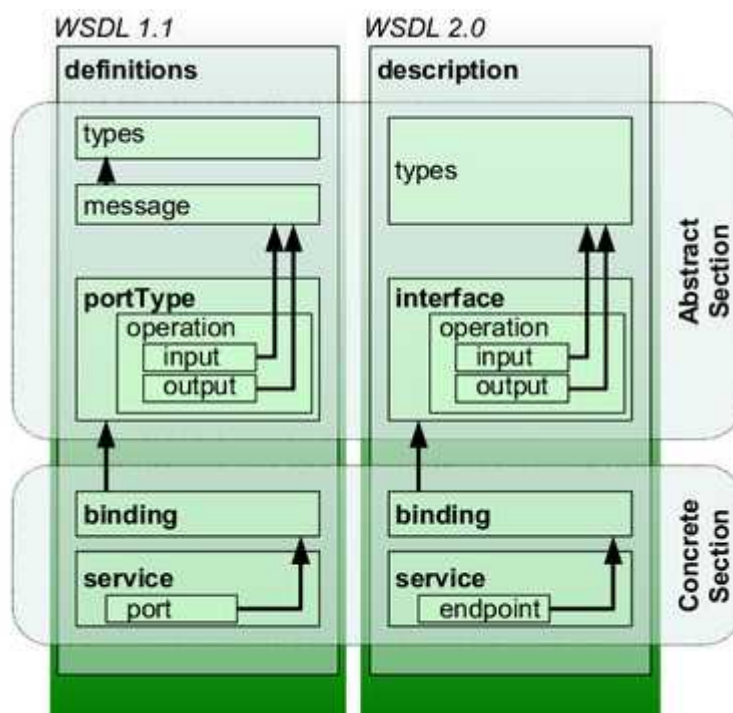 WSDL 1.1
definitions
types
message
portType
operation
input
output
binding
service
port
WSDL 2.0
description
types
interface
operation
input
output
binding
service
endpoint
Abstract
Section
Concrete
Section